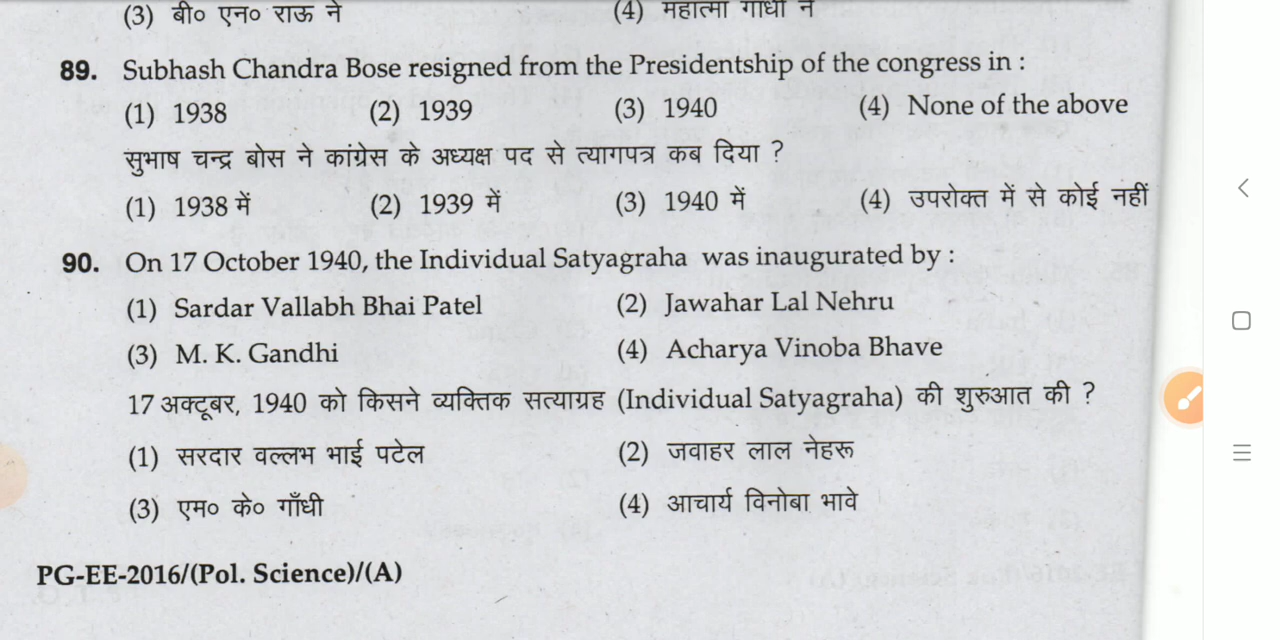 (3) बी० एन० राऊ ने (4) महात्मा गाँधी ने
89. Subhash Chandra Bose resigned from the Presidentship of the congress in :
(1) 1938 (2) 1939 (3) 1940 (4) None of the above
सुभाष चन्द्र बोस ने कांग्रेस के अध्यक्ष पद से त्यागपत्र कब दिया ?
(1) 1938 में (2) 1939 में (3) 1940 में (4) उपरोक्त में से कोई नहीं
90. On 17 October 1940, the Individual Satyagraha was inaugurated by :
(1) Sardar Vallabh Bhai Patel (2) Jawahar Lal Nehru
(3) M. K. Gandhi (4) Acharya Vinoba Bhave
17 अक्टूबर, 1940 को किसने व्यक्तिक सत्याग्रह (Individual Satyagraha) की शुरुआत की ?
(1) सरदार वल्लभ भाई पटेल (2) जवाहर लाल नेहरू
(3) एम० के० गाँधी (4) आचार्य विनोबा भावे
PG-EE-2016/(Pol. Science)/(A)